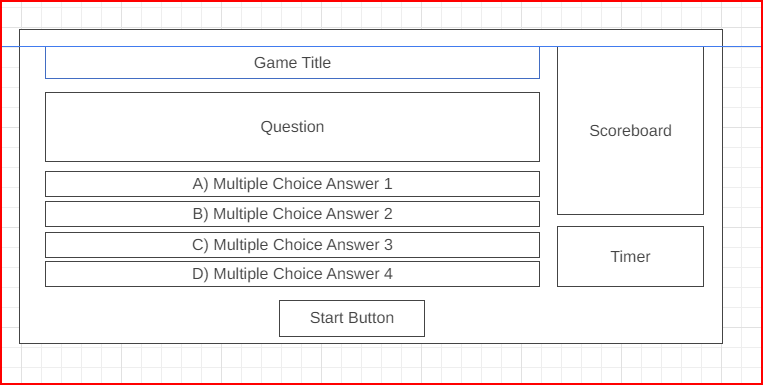 Game Title
Question
A) Multiple Choice Answer 1
B) Multiple Choice Answer 2
C) Multiple Choice Answer 3
D) Multiple Choice Answer 4
Start Button
Scoreboard
Timer